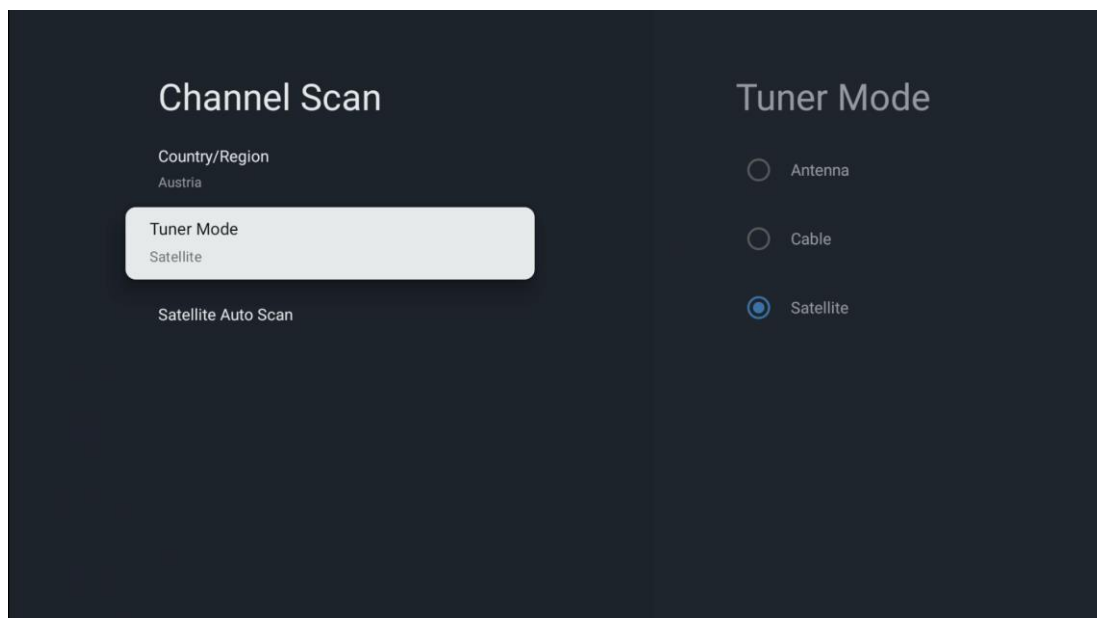 Channel Scan
Country/Region
Austria
Tuner Mode
Satellite
Satellite Auto Scan
Tuner Mode
Antenna
Cable
Satellite